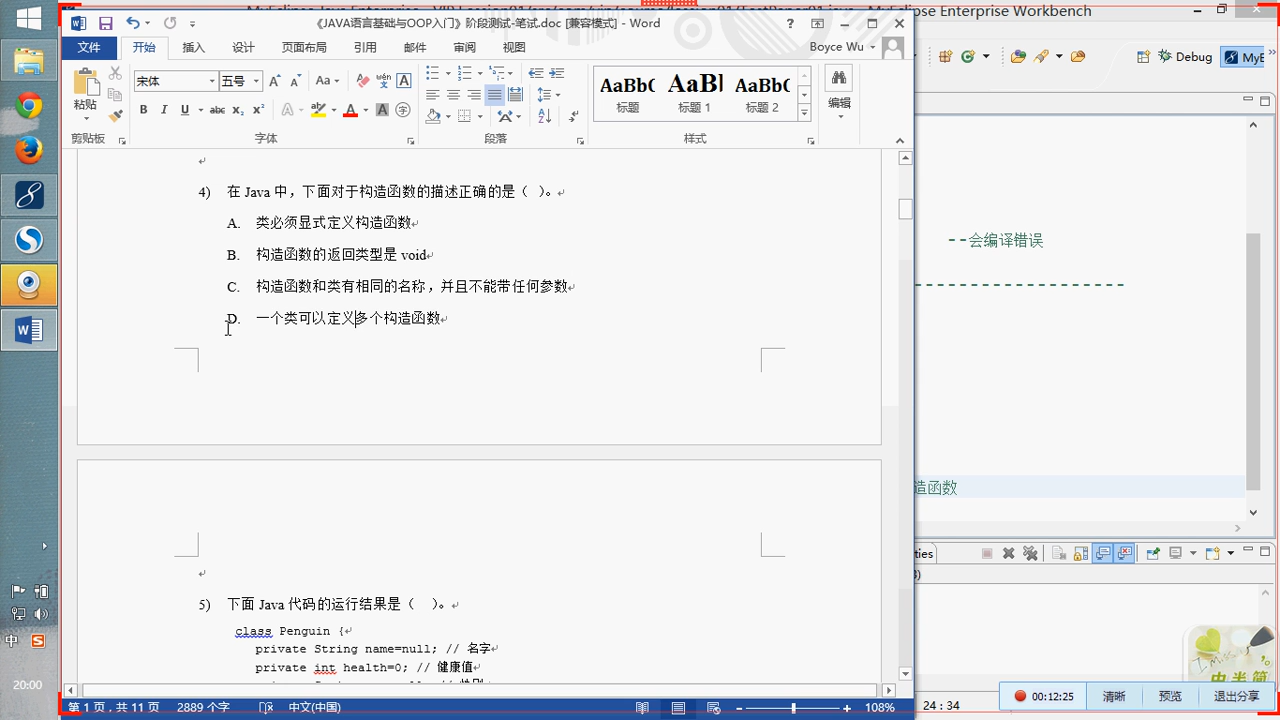 《JAVA语言基础与OOP入门》阶段测试-笔试.doc [兼容模式] - Word
Eclipse Enterprise Workbench
文件 开始 插入 设计 页面布局 引用 邮件 审阅 视图 Boyce Wu
Debug MyE
宋体 五号
粘贴
AaBbC AaBl AaBbC
标题 标题 1 标题 2
编辑
剪贴板 字体 段落 样式
4) 在 Java 中，下面对于构造函数的描述正确的是（ ）。
A. 类必须显式定义构造函数
B. 构造函数的返回类型是 void
C. 构造函数和类有相同的名称，并且不能带任何参数
D. 一个类可以定义多个构造函数
--会编译错误
造函数
5) 下面 Java 代码的运行结果是（ ）。
class Penguin {
private String name=null; // 名字
private int health=0; // 健康值
ties
3)
中
20:00
第 1 页，共 11 页 2889 个字 中文(中国) 108%
24 : 34
00:12:25 清晰 预览 退出分享